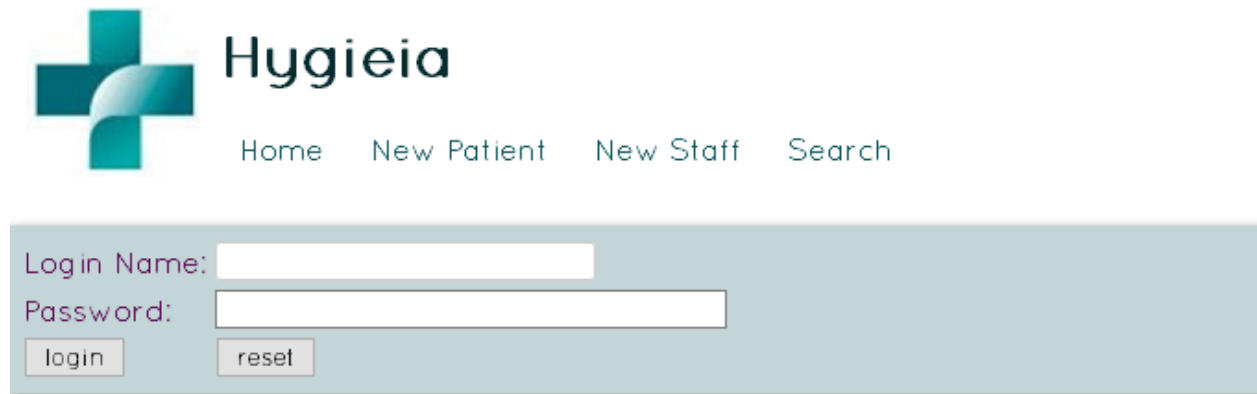 Hygieia
Home New Patient New Staff Search
Login Name:
Password:
login reset